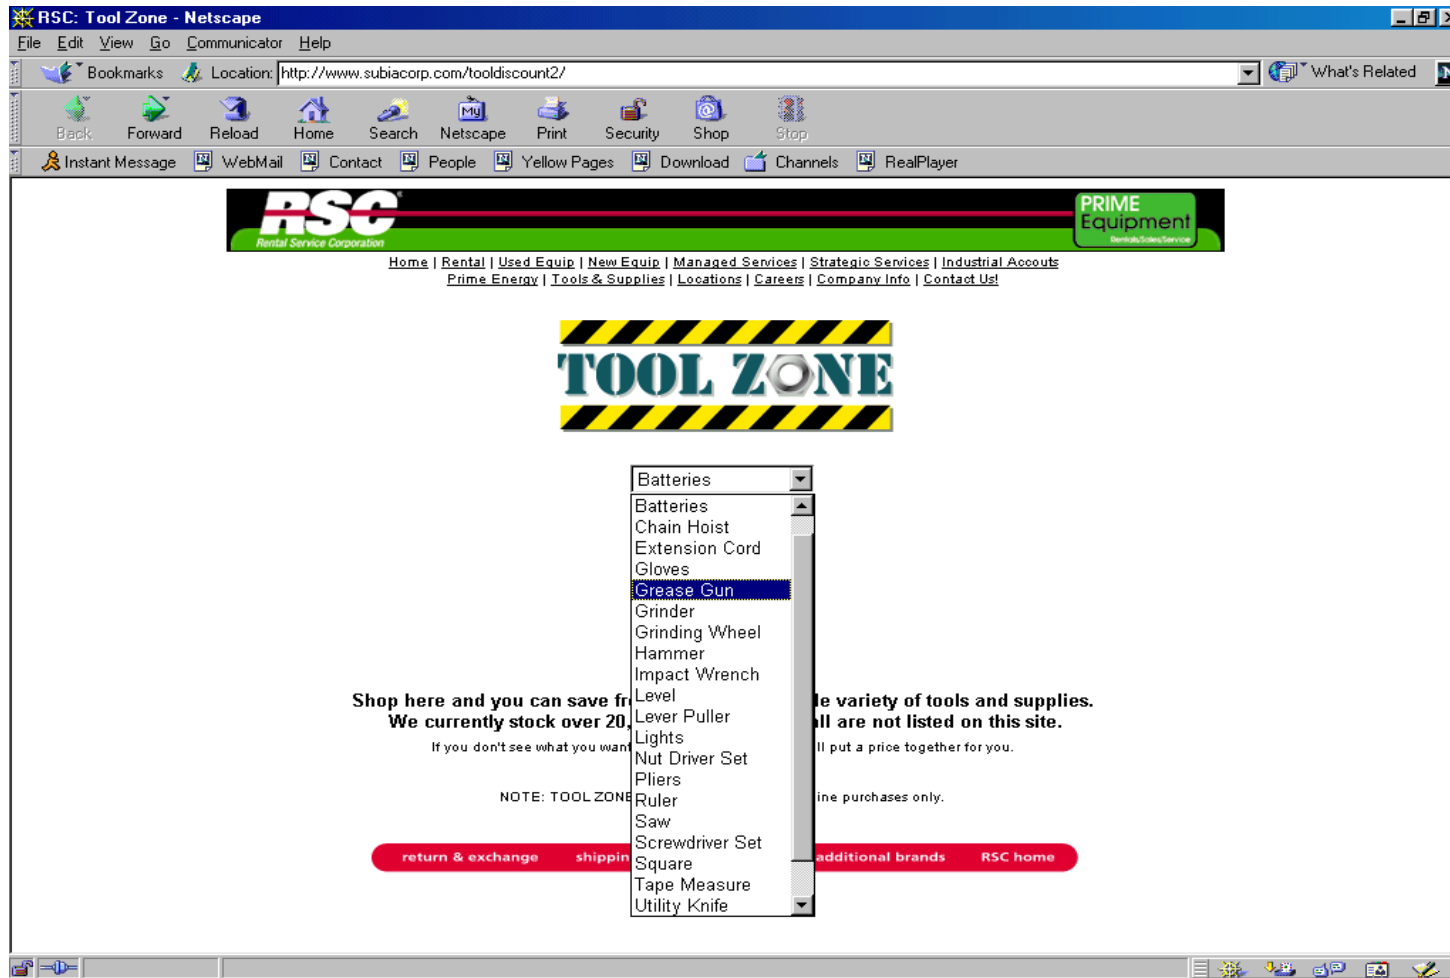 RSC: Tool Zone - Netscape
File Edit View Go Communicator Help
Bookmarks Location: http://www.subiacorp.com/tooldiscount2/ What's Related
Back Forward Reload Home Search Netscape Print Security Shop Stop
Instant Message WebMail Contact People Yellow Pages Download Channels RealPlayer
RSC
Rental Service Corporation
PRIME
Equipment
Rentals/Sales/Service
Home | Rental | Used Equip | New Equip | Managed Services | Strategic Services | Industrial Accouts
Prime Energy | Tools & Supplies | Locations | Careers | Company Info | Contact Us!
TOOL ZONE
Batteries
Batteries
Chain Hoist
Extension Cord
Gloves
Grease Gun
Grinder
Grinding Wheel
Hammer
Impact Wrench
Level
Lever Puller
Lights
Nut Driver Set
Pliers
Ruler
Saw
Screwdriver Set
Square
Tape Measure
Utility Knife
Shop here and you can save variety of tools and supplies.
We currently stock over 20, are not listed on this site.
If you don't see what you want put a price together for you.
NOTE: TOOL ZONE purchases only.
return & exchange additional brands RSC home